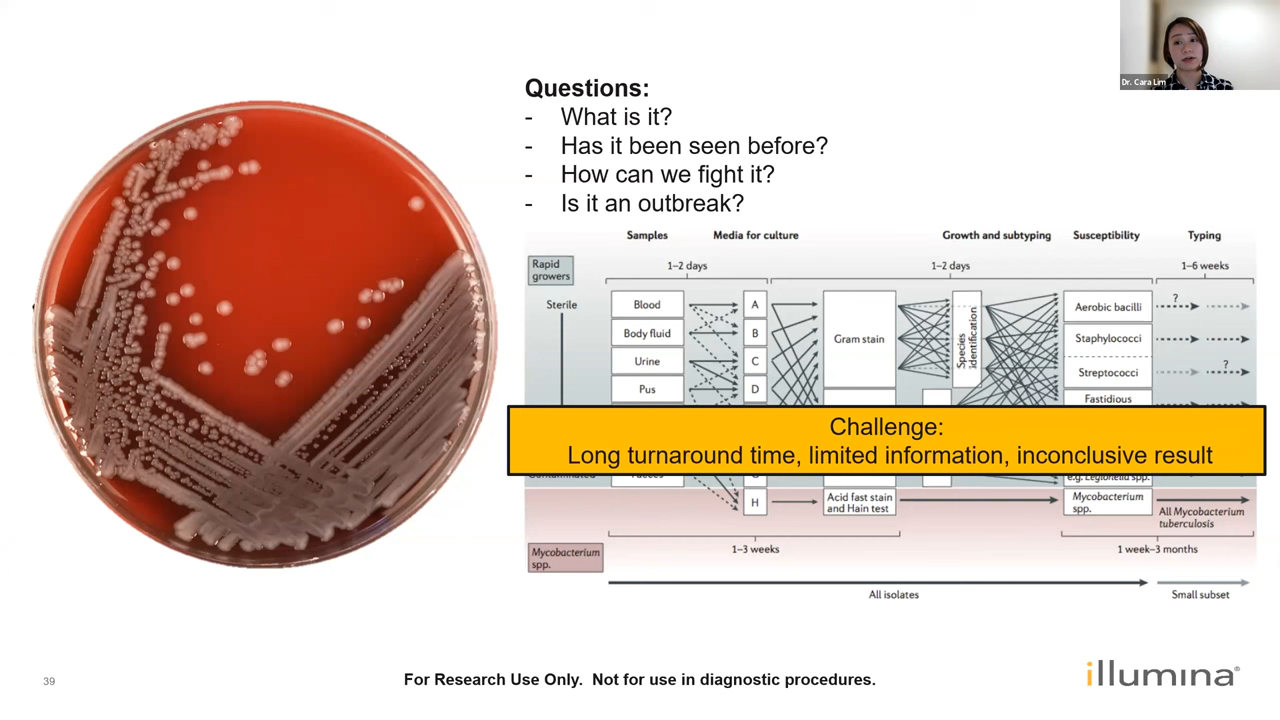 Dr. Cara Lim
Questions:
- What is it?
- Has it been seen before?
- How can we fight it?
- Is it an outbreak?
Samples
Media for culture
Growth and subtyping
Susceptibility
Typing
Rapid
growers
1–2 days
1–2 days
1–6 weeks
Sterile
Blood
A
Gram stain
Species
identification
Aerobic bacilli
?
Body fluid
B
Staphylococci
Urine
C
Streptococci
?
Pus
D
Fastidious
Challenge:
Long turnaround time, limited information, inconclusive result
e.g. Legionella spp.
H
Acid fast stain
and Hain test
Mycobacterium
spp.
All Mycobacterium
tuberculosis
Mycobacterium
spp.
1–3 weeks
1 week–3 months
All isolates
Small subset
39
For Research Use Only. Not for use in diagnostic procedures.
illumina®